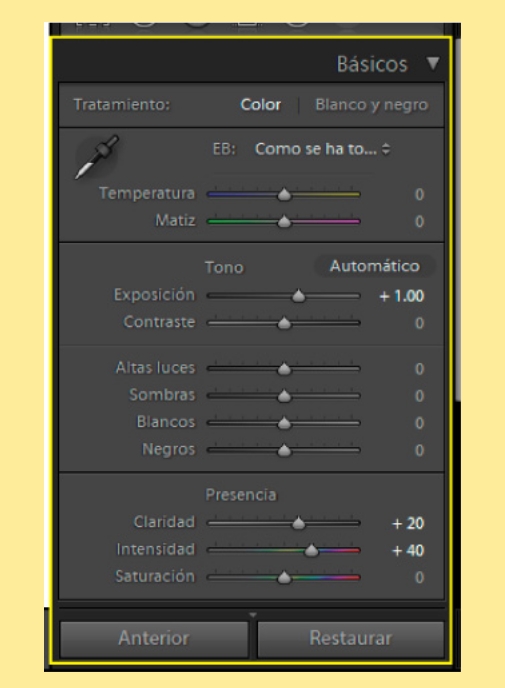 Básicos
Tratamiento: Color Blanco y negro
EB: Como se ha to...
Temperatura 0
Matiz 0
Tono Automático
Exposición + 1.00
Contraste 0
Altas luces 0
Sombras 0
Blancos 0
Negros 0
Presencia
Claridad + 20
Intensidad + 40
Saturación 0
Anterior Restaurar